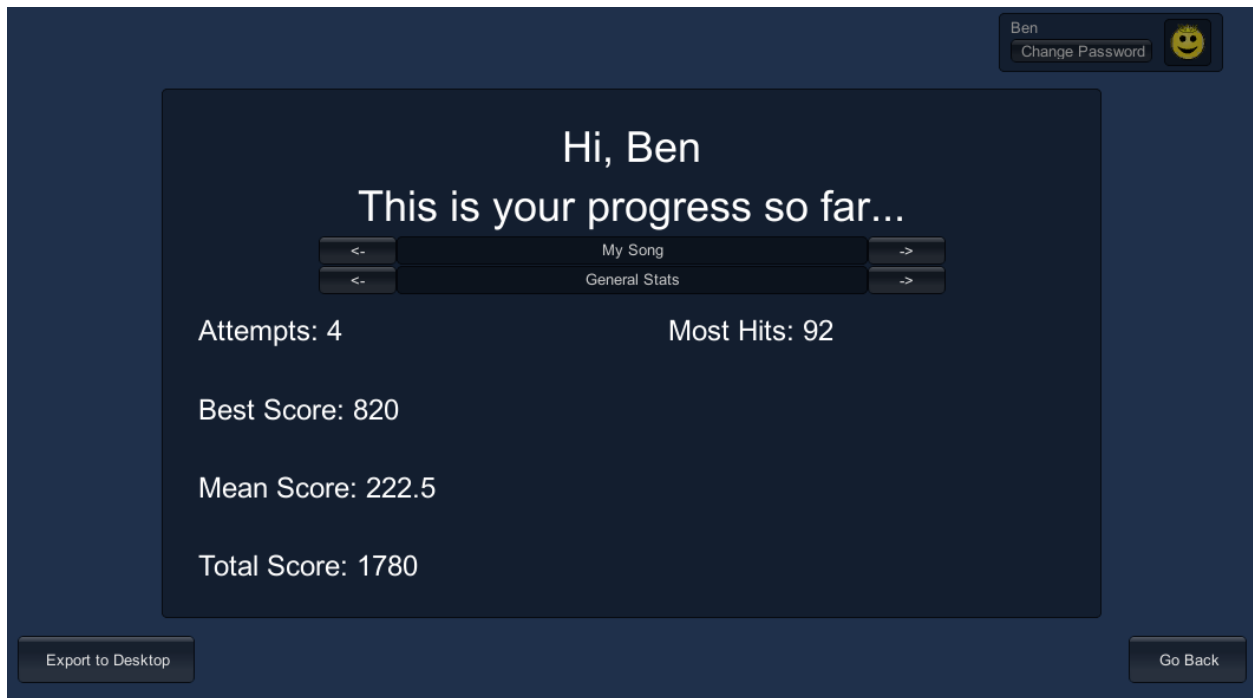 Ben
Change Password
Hi, Ben
This is your progress so far...
<- My Song ->
<- General Stats ->
Attempts: 4 Most Hits: 92
Best Score: 820
Mean Score: 222.5
Total Score: 1780
Export to Desktop Go Back